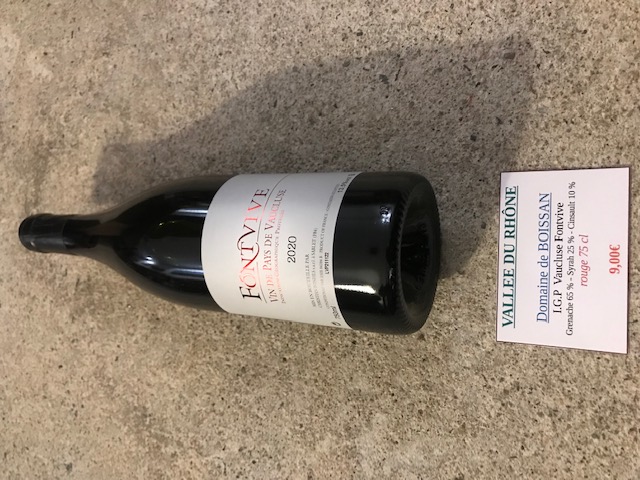 FONTVIVE
VIN DE PAYS DE VAUCLUSE
2020
VALLEE DU RHÔNE
Domaine de BOISSAN
I.G.P Vaucluse Fontvive
Grenache 65 % - Syrah 25 % - Cinsault 10 %
rouge 75 cl
9,00€